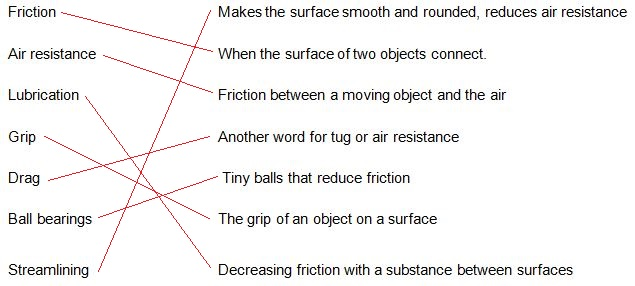 Friction Makes the surface smooth and rounded, reduces air resistance
Air resistance When the surface of two objects connect.
Lubrication Friction between a moving object and the air
Grip Another word for tug or air resistance
Drag Tiny balls that reduce friction
Ball bearings The grip of an object on a surface
Streamlining Decreasing friction with a substance between surfaces